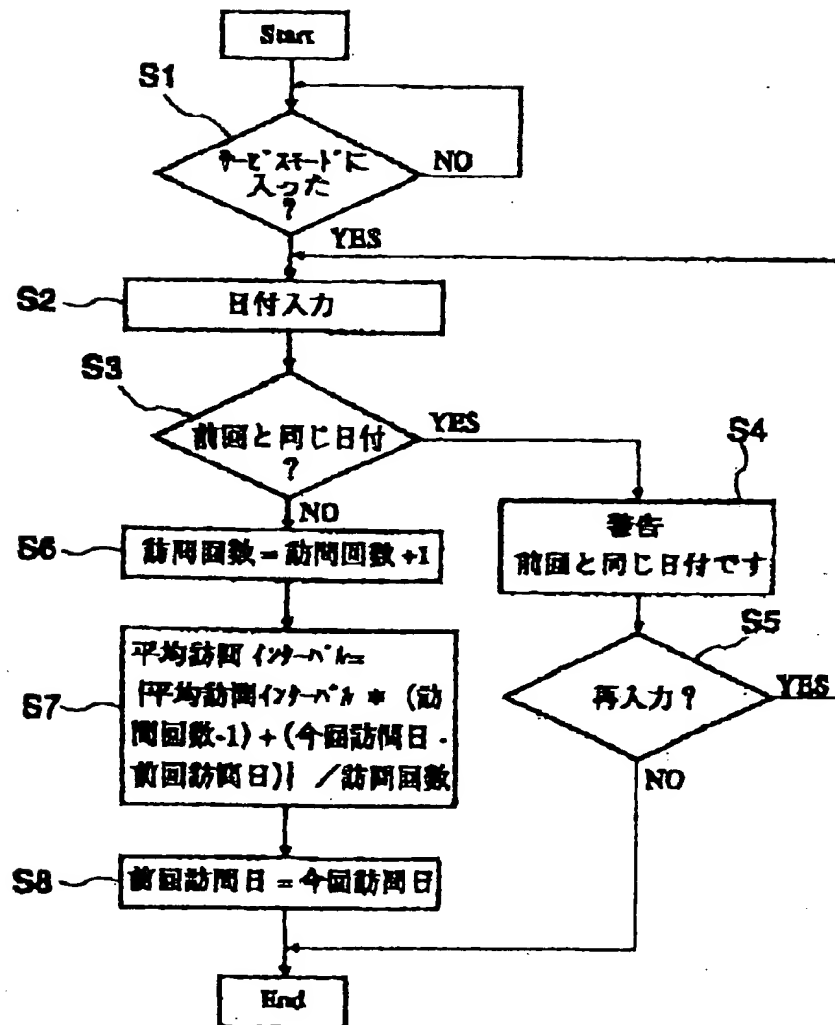 Start
S1
サービスモードに
入った
?
NO
YES
S2
日付入力
S3
前回と同じ日付
?
YES
NO
S4
警告
前回と同じ日付です
S5
再入力?
YES
NO
S6
訪問回数=訪問回数+1
S7
平均訪問インターバル=
{平均訪問インターバル * (訪
問回数-1) + (今回訪問日-
前回訪問日)} /訪問回数
S8
前回訪問日=今回訪問日
End